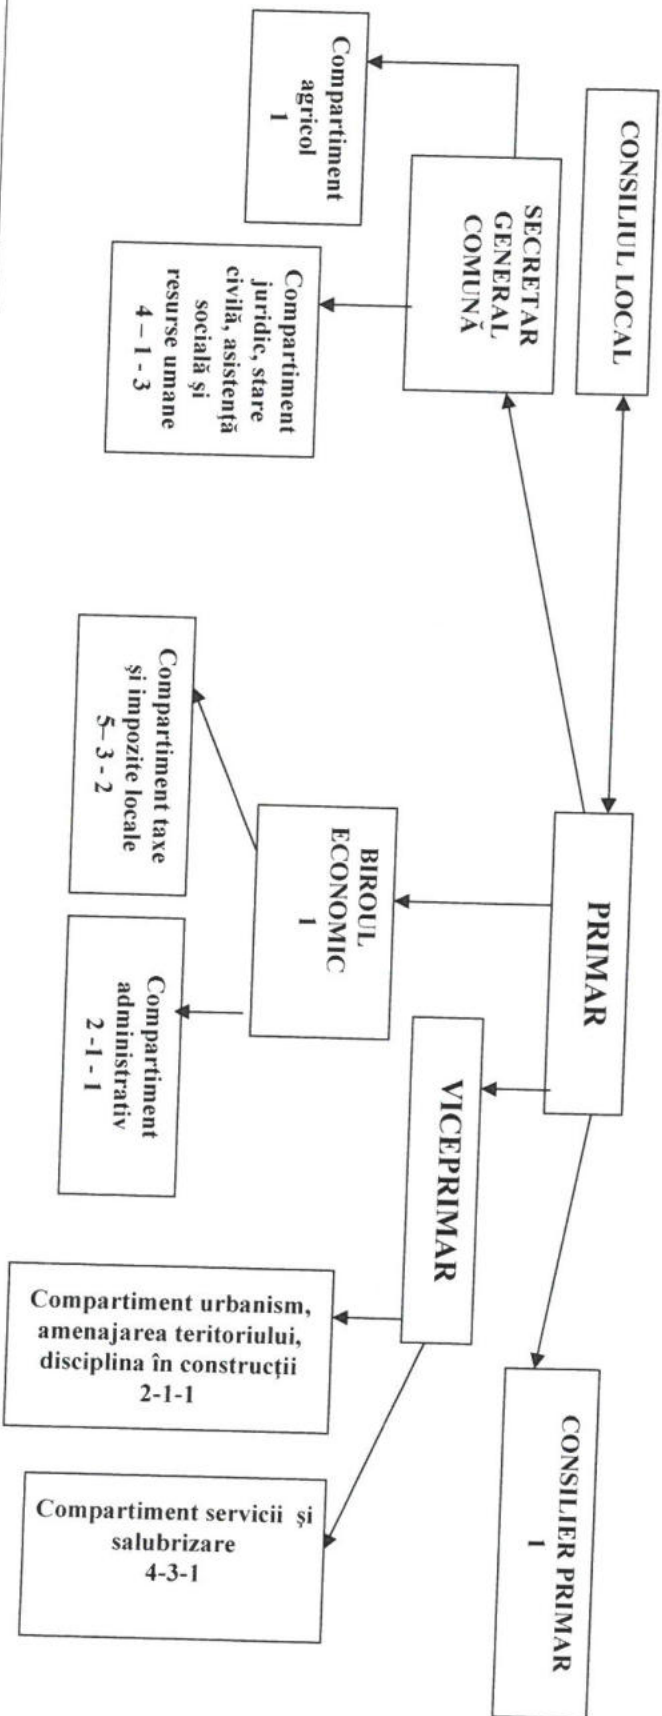 CONSILIUL LOCAL
PRIMAR
CONSILIER PRIMAR
1
SECRETAR
GENERAL
COMUNĂ
VICEPRIMAR
BIROUL
ECONOMIC
1
Compartiment
agricol
1
Compartiment
juridic, stare
civilă, asistență
socială și
resurse umane
4 – 1 - 3
Compartiment taxe
și impozite locale
5– 3 - 2
Compartiment
administrativ
2 -1 - 1
Compartiment urbanism,
amenajarea teritoriului,
disciplina în construcții
2-1-1
Compartiment servicii și
salubrizare
4-3-1